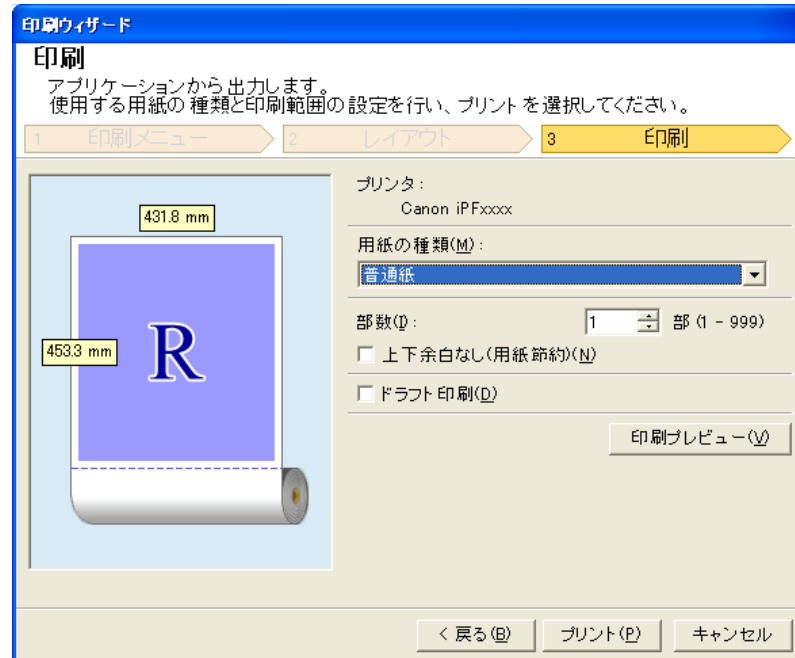 印刷ウィザード
印刷
アプリケーションから出力します。
使用する用紙の種類と印刷範囲の設定を行い、プリントを選択してください。
1 印刷メニュー 2 レイアウト 3 印刷
プリンタ:
Canon iPFxxxx
431.8 mm
用紙の種類(M):
普通紙
部数(I): 1 部 (1 - 999)
453.3 mm
R
上下余白なし(用紙節約)(N)
ドラフト印刷(D)
印刷プレビュー(V)
< 戻る(B) プリント(P) キャンセル